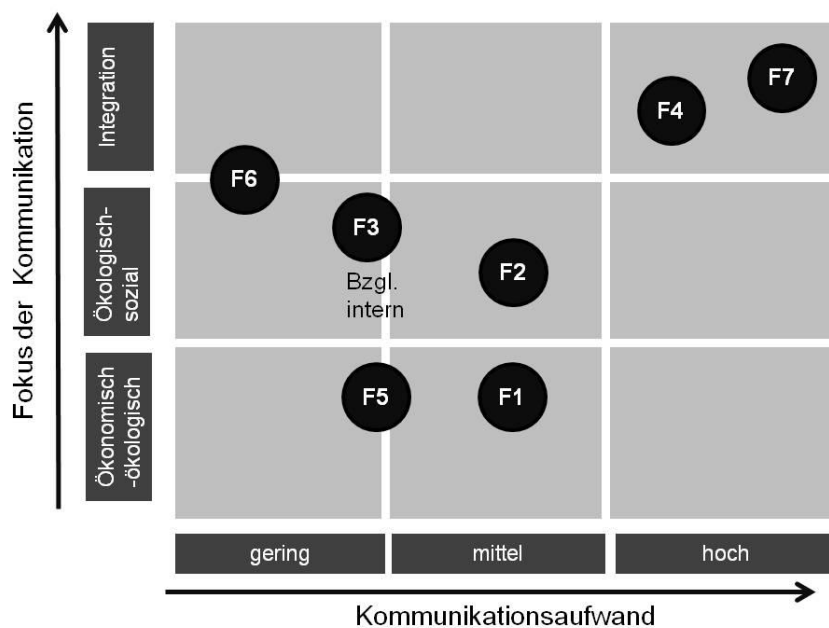 Fokus der Kommunikation
Integration
Ökologisch-
sozial
Ökonomisch
-ökologisch
F7
F4
F6
F3
Bzgl.
intern
F2
F5
F1
gering
mittel
hoch
Kommunikationsaufwand